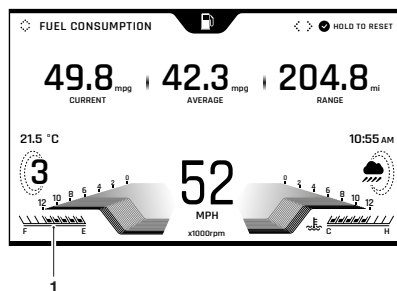 FUEL CONSUMPTION
HOLD TO RESET
49.8 mpg
CURRENT
42.3 mpg
AVERAGE
204.8 mi
RANGE
21.5 °C
10:55 AM
3
52
MPH
x1000rpm
12 10 8 6 4 2 0
0 2 4 6 8 10 12
F E
C H
1